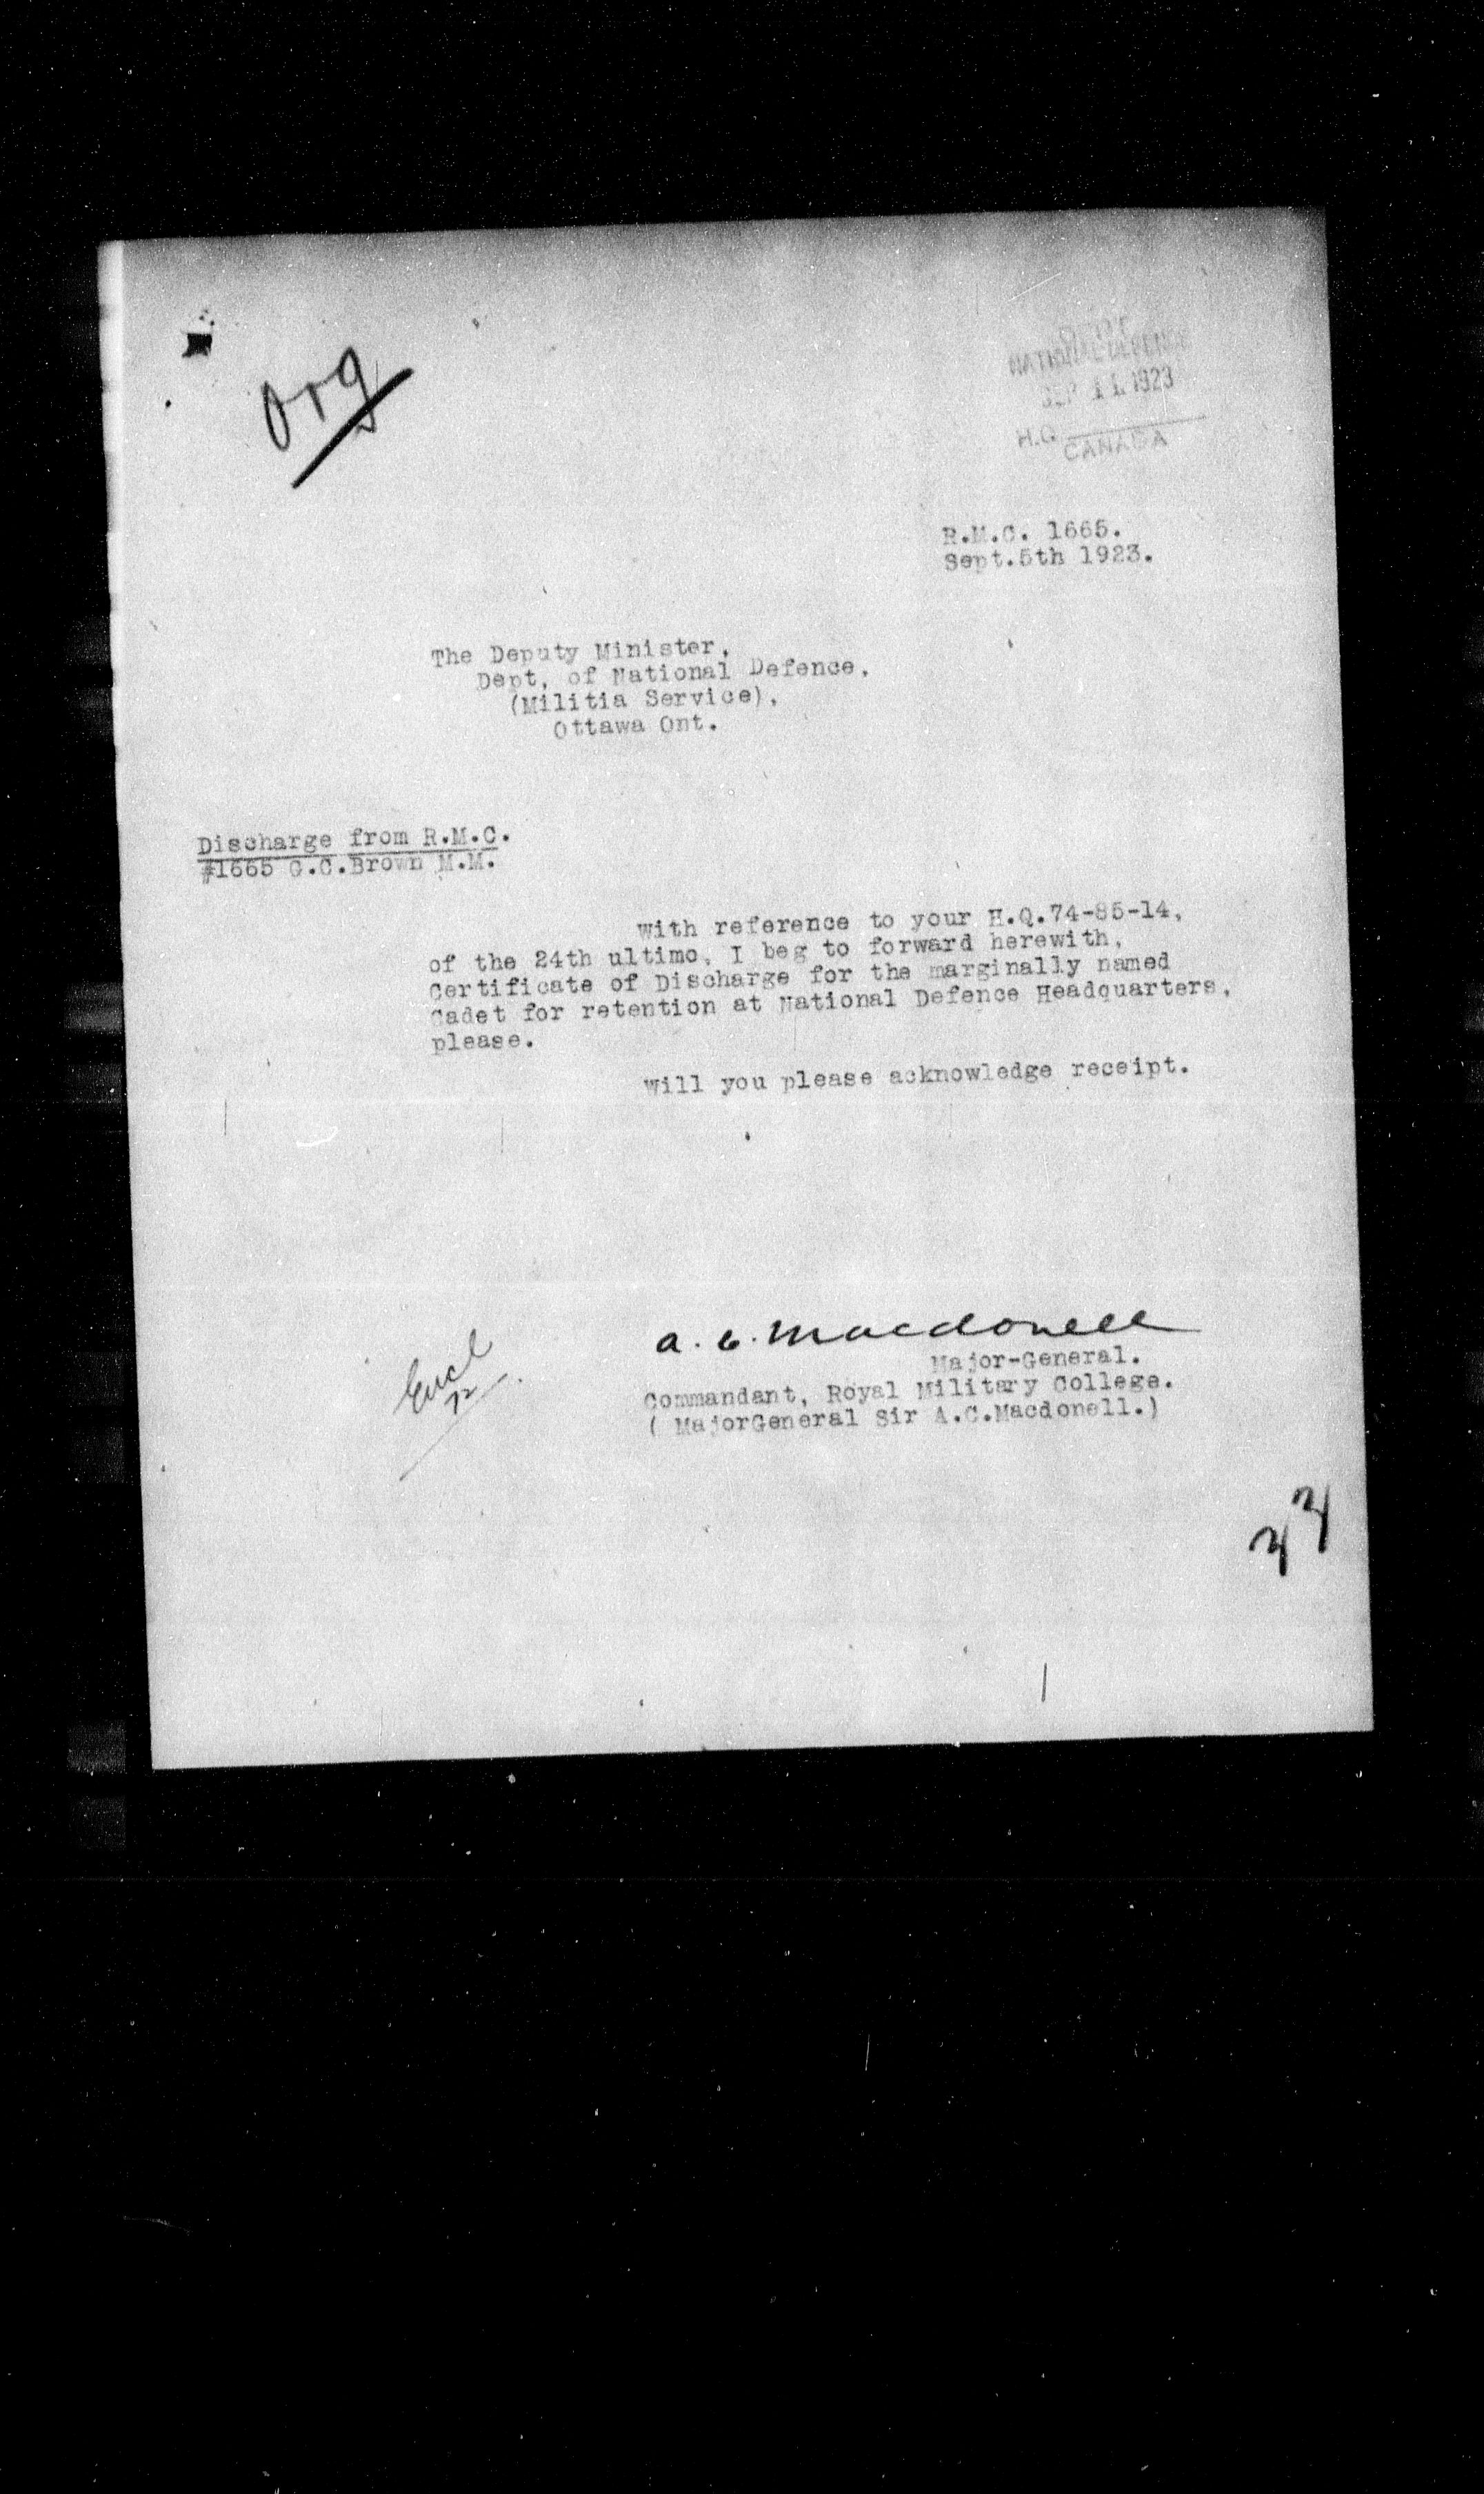 Org
NATIONAL DEFENCE
SEP 11 1923
H.Q.
CANADA
R.M.C. 1665.
Sept.5th 1923.
The Deputy Minister,
Dept, of National Defence,
(Militia Service),
Ottawa Ont.
Discharge from R.M.C.
#1665 G.C.Brown M.M.
With reference to your H.Q.74-85-14,
of the 24th ultimo, I beg to forward herewith,
Certificate of Discharge for the marginally named
Cadet for retention at National Defence Headquarters,
please.
Will you please acknowledge receipt.
A. C. Macdonell
Major-General.
Commandant, Royal Military College.
( MajorGeneral Sir A.C.Macdonell.)
Encl